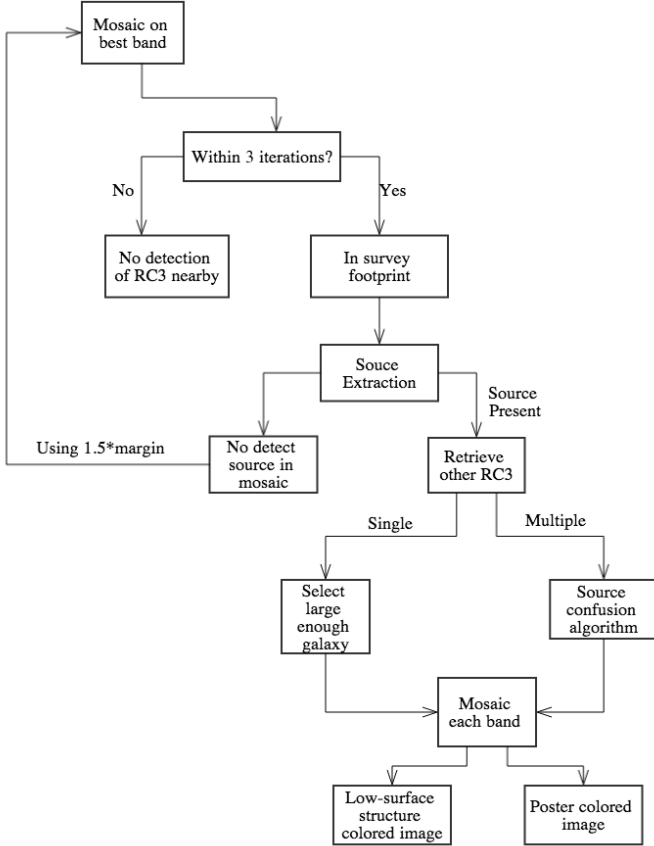 Mosaic on
best band
Within 3 iterations?
No
Yes
No detection
of RC3 nearby
In survey
footprint
Souce
Extraction
Source
Present
Using 1.5*margin
No detect
source in
mosaic
Retrieve
other RC3
Single
Multiple
Select
large
enough
galaxy
Source
confusion
algorithm
Mosaic
each band
Low-surface
structure
colored image
Poster colored
image